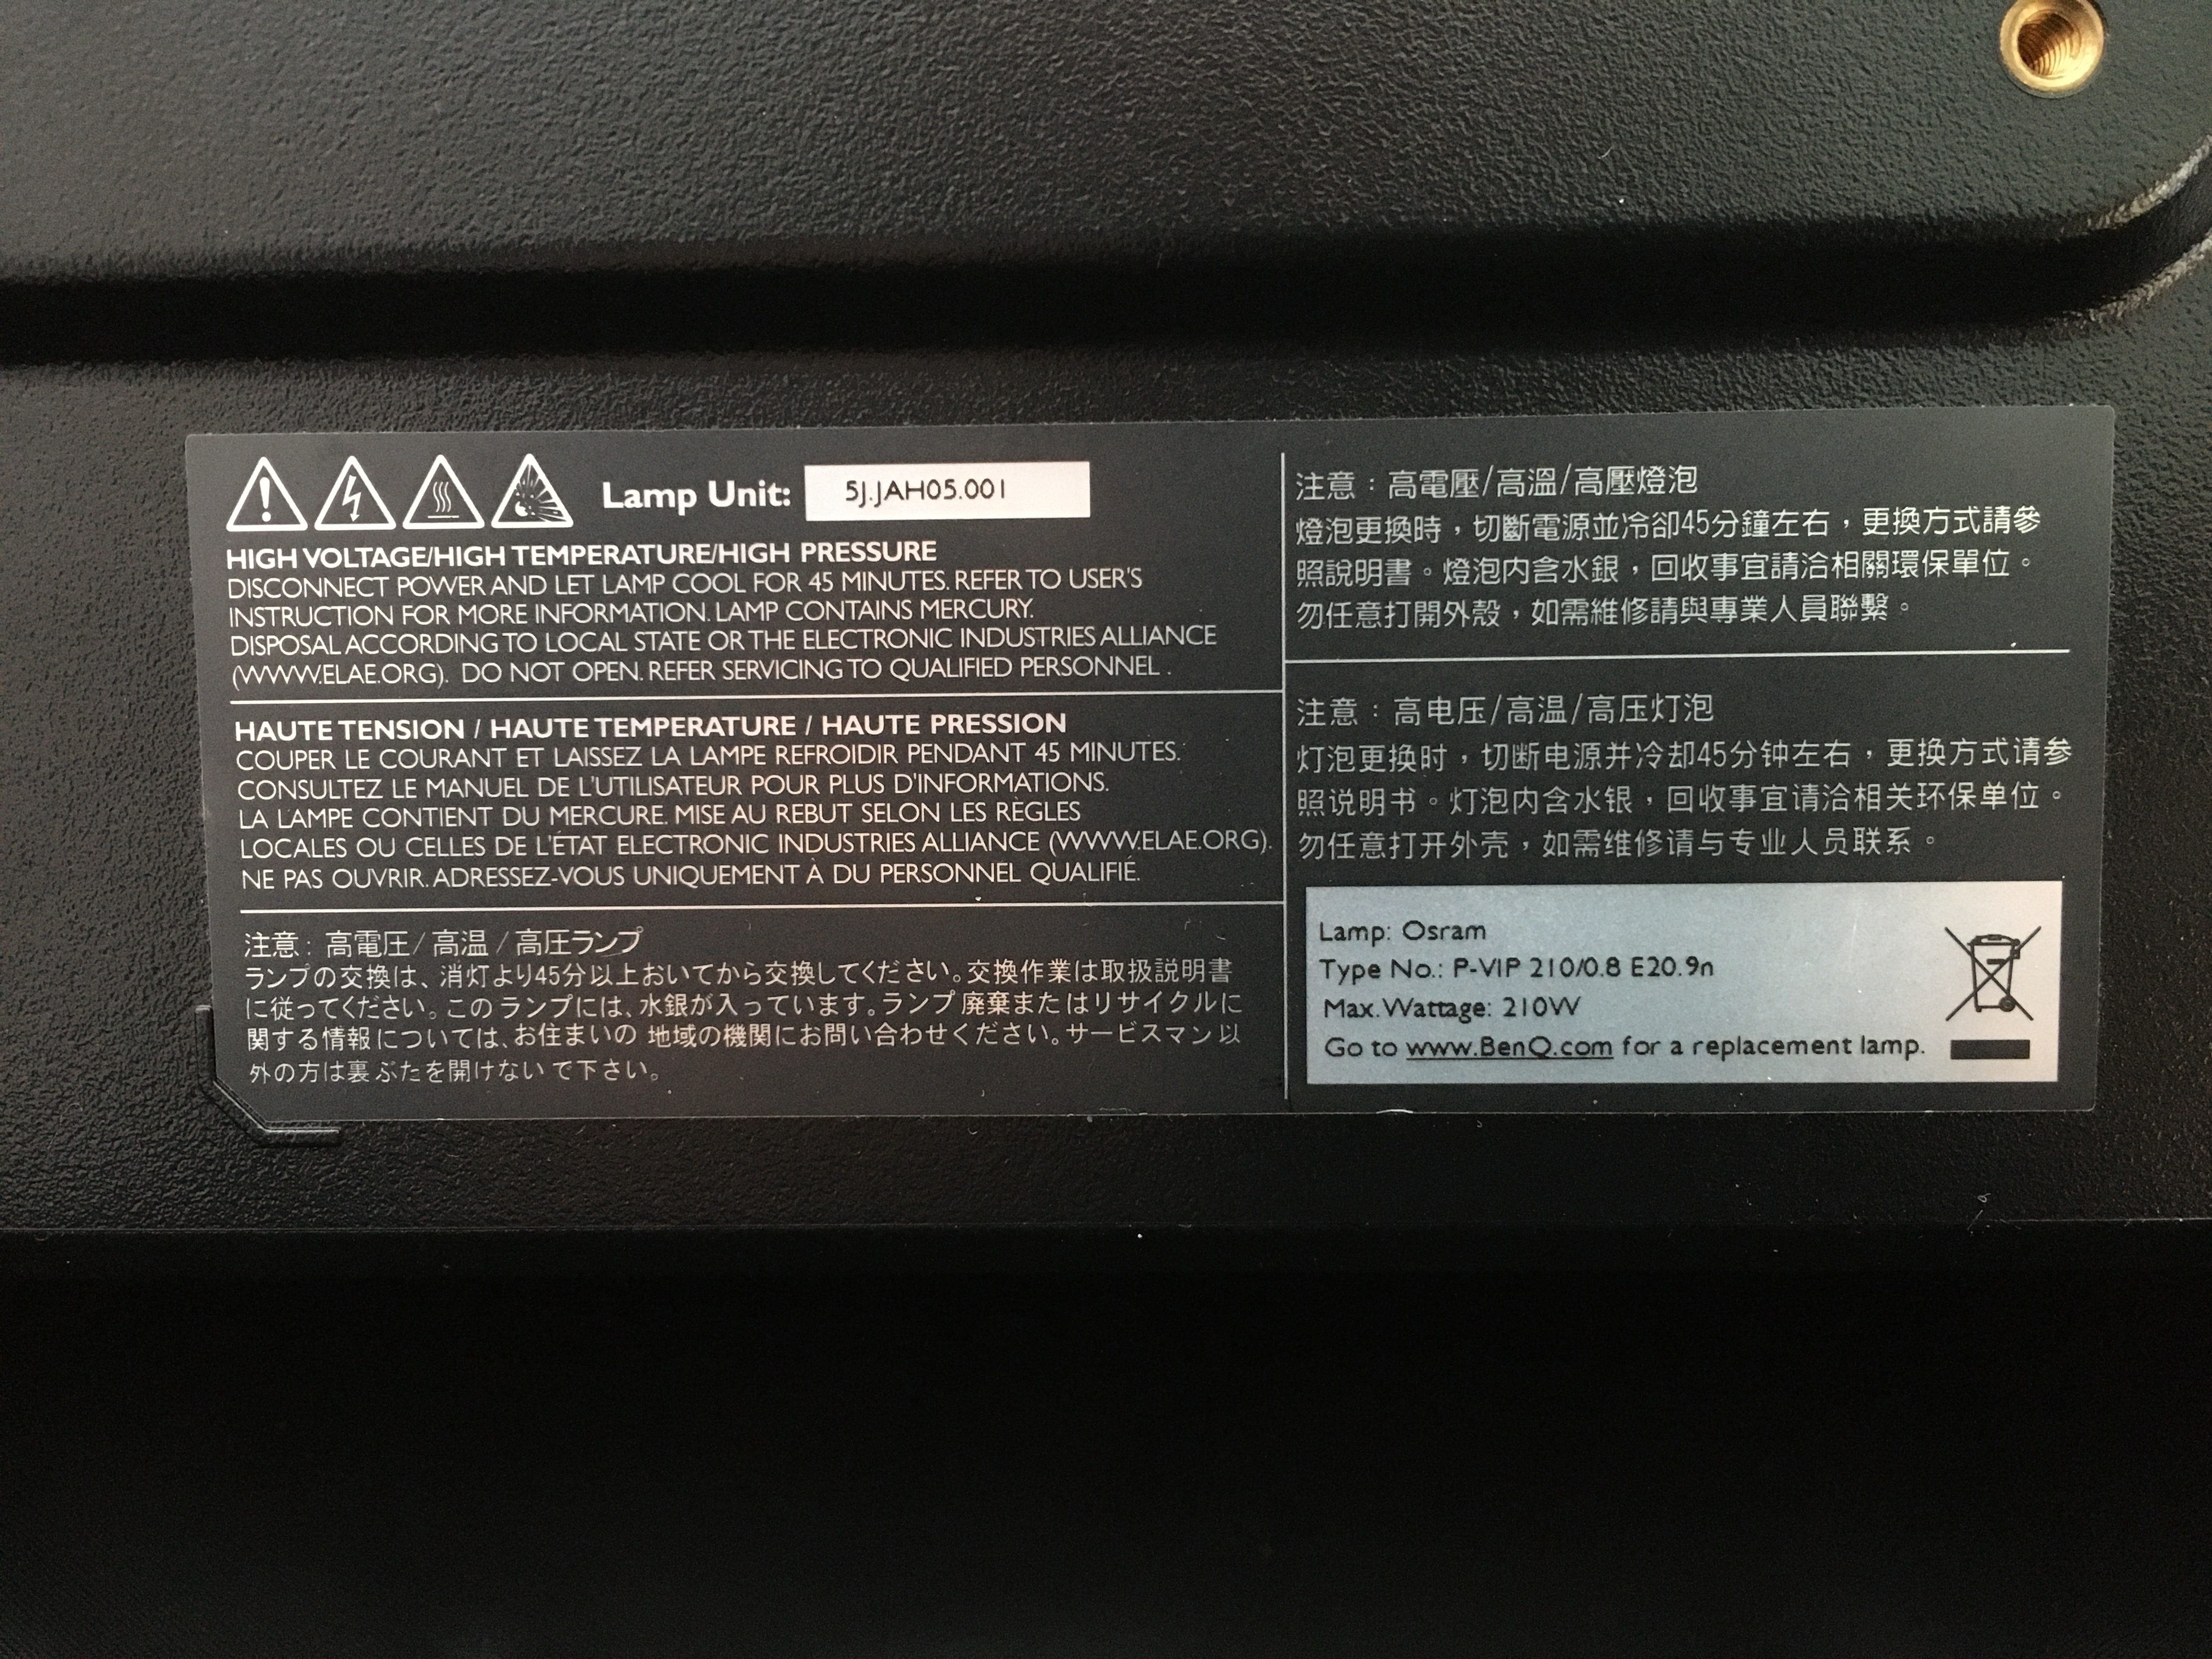 Lamp Unit: 5J.JAH05.001
HIGH VOLTAGE/HIGH TEMPERATURE/HIGH PRESSURE
DISCONNECT POWER AND LET LAMP COOL FOR 45 MINUTES. REFER TO USER'S
INSTRUCTION FOR MORE INFORMATION. LAMP CONTAINS MERCURY.
DISPOSAL ACCORDING TO LOCAL STATE OR THE ELECTRONIC INDUSTRIES ALLIANCE
(WWW.ELAE.ORG). DO NOT OPEN. REFER SERVICING TO QUALIFIED PERSONNEL .
HAUTE TENSION / HAUTE TEMPERATURE / HAUTE PRESSION
COUPER LE COURANT ET LAISSEZ LA LAMPE REFROIDIR PENDANT 45 MINUTES.
CONSULTEZ LE MANUEL DE L'UTILISATEUR POUR PLUS D'INFORMATIONS.
LA LAMPE CONTIENT DU MERCURE. MISE AU REBUT SELON LES RÈGLES
LOCALES OU CELLES DE L'ÉTAT ELECTRONIC INDUSTRIES ALLIANCE (WWW.ELAE.ORG).
NE PAS OUVRIR. ADRESSEZ-VOUS UNIQUEMENT À DU PERSONNEL QUALIFIÉ.
注意: 高電圧/ 高温 / 高圧ランプ
ランプの交換は、消灯より45分以上おいてから交換してください。交換作業は取扱説明書
に従ってください。このランプには、水銀が入っています。ランプ廃棄またはリサイクルに
関する情報については、お住まいの 地域の機関にお問い合わせください。サービスマン以
外の方は裏ぶたを開けないで下さい。
注意：高電壓/高溫/高壓燈泡
燈泡更換時，切斷電源並冷卻45分鐘左右，更換方式請參
照說明書。燈泡內含水銀，回收事宜請洽相關環保單位。
勿任意打開外殼，如需維修請與專業人員聯繫。
注意：高电压/高温/高压灯泡
灯泡更换时，切断电源并冷却45分钟左右，更换方式请参
照说明书。灯泡内含水银，回收事宜请洽相关环保单位。
勿任意打开外壳，如需维修请与专业人员联系。
Lamp: Osram
Type No.: P-VIP 210/0.8 E20.9n
Max. Wattage: 210W
Go to www.BenQ.com for a replacement lamp.